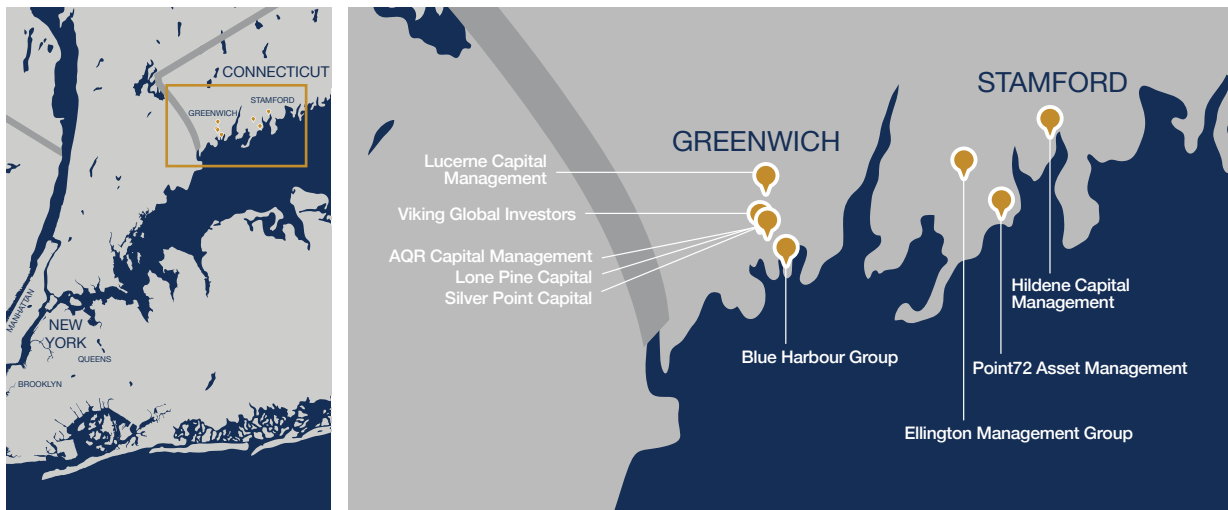 CONNECTICUT
STAMFORD
GREENWICH
MANHATTAN
NEW
YORK
QUEENS
BROOKLYN
STAMFORD
GREENWICH
Lucerne Capital
Management
Viking Global Investors
AQR Capital Management
Lone Pine Capital
Silver Point Capital
Hildene Capital
Management
Blue Harbour Group
Point72 Asset Management
Ellington Management Group